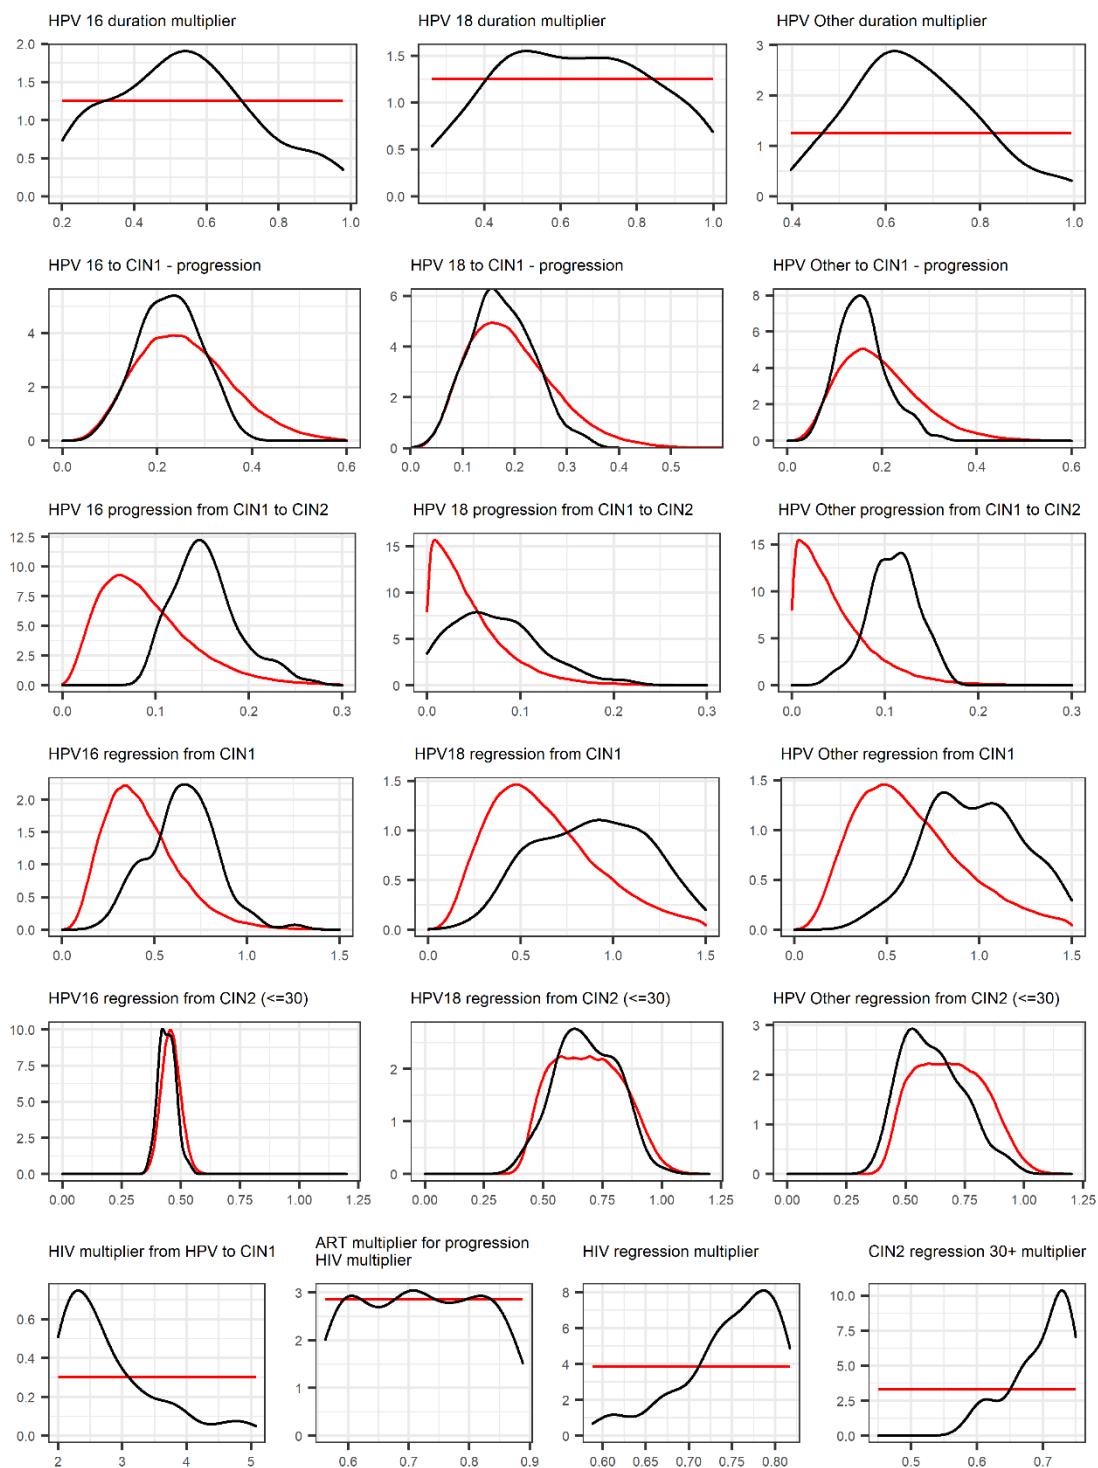 HPV 16 duration multiplier
HPV 18 duration multiplier
HPV Other duration multiplier
2.0
1.5
1.0
0.5
0.0
0.2 0.4 0.6 0.8 1.0
1.5
1.0
0.5
0.0
0.4 0.6 0.8 1.0
3
2
1
0
0.4 0.6 0.8 1.0
HPV 16 to CIN1 - progression
HPV 18 to CIN1 - progression
HPV Other to CIN1 - progression
4
2
0
0.0 0.2 0.4 0.6
6
4
2
0
0.0 0.1 0.2 0.3 0.4 0.5
8
6
4
2
0
0.0 0.2 0.4 0.6
HPV 16 progression from CIN1 to CIN2
HPV 18 progression from CIN1 to CIN2
HPV Other progression from CIN1 to CIN2
12.5
10.0
7.5
5.0
2.5
0.0
0.0 0.1 0.2 0.3
15
10
5
0
0.0 0.1 0.2 0.3
15
10
5
0
0.0 0.1 0.2 0.3
HPV16 regression from CIN1
HPV18 regression from CIN1
HPV Other regression from CIN1
2.0
1.5
1.0
0.5
0.0
0.0 0.5 1.0 1.5
1.5
1.0
0.5
0.0
0.0 0.5 1.0 1.5
1.5
1.0
0.5
0.0
0.0 0.5 1.0 1.5
HPV16 regression from CIN2 (<=30)
HPV18 regression from CIN2 (<=30)
HPV Other regression from CIN2 (<=30)
10.0
7.5
5.0
2.5
0.0
0.00 0.25 0.50 0.75 1.00 1.25
2
1
0
0.00 0.25 0.50 0.75 1.00 1.25
3
2
1
0
0.00 0.25 0.50 0.75 1.00 1.25
HIV multiplier from HPV to CIN1
ART multiplier for progression
HIV multiplier
HIV regression multiplier
CIN2 regression 30+ multiplier
0.6
0.4
0.2
0.0
2 3 4 5
3
2
1
0
0.6 0.7 0.8 0.9
8
6
4
2
0
0.60 0.65 0.70 0.75 0.80
10.0
7.5
5.0
2.5
0.0
0.5 0.6 0.7